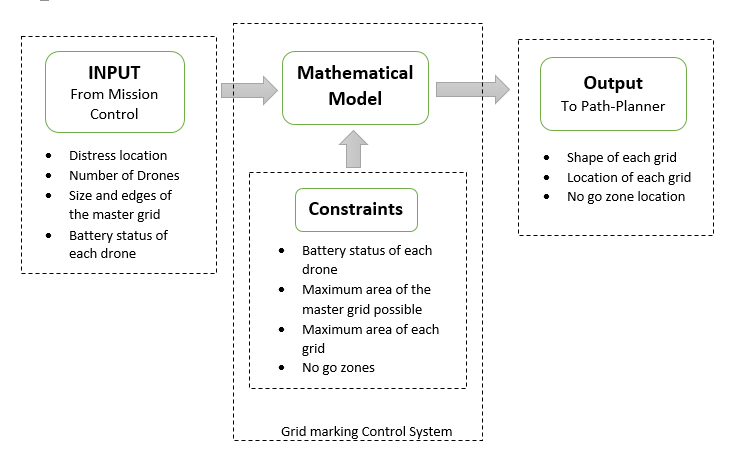 INPUT
From Mission
Control
• Distress location
• Number of Drones
• Size and edges of
the master grid
• Battery status of
each drone
Mathematical
Model
Constraints
• Battery status of each
drone
• Maximum area of the
master grid possible
• Maximum area of each
grid
• No go zones
Grid marking Control System
Output
To Path-Planner
• Shape of each grid
• Location of each grid
• No go zone location